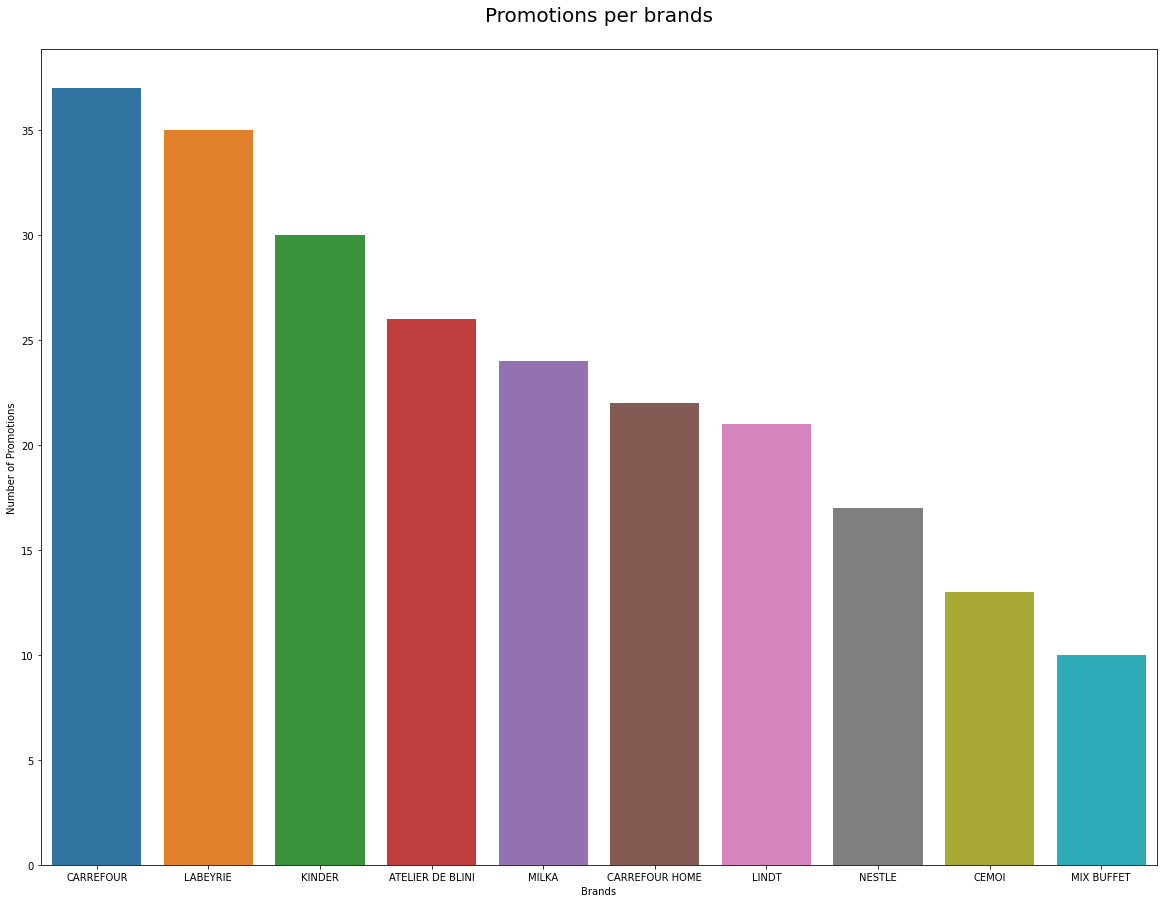 Promotions per brands
Number of Promotions
35
30
25
20
15
10
5
0
CARREFOUR LABEYRIE KINDER ATELIER DE BLINI MILKA CARREFOUR HOME LINDT NESTLE CEMOI MIX BUFFET
Brands